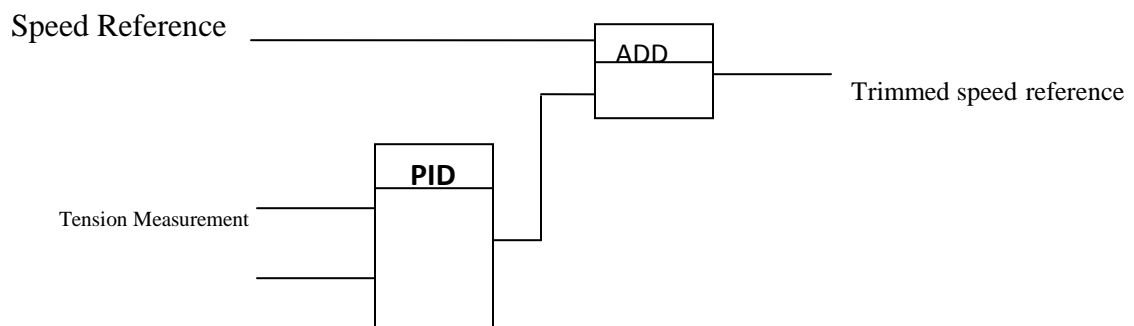 Speed Reference
ADD
Trimmed speed reference
PID
Tension Measurement